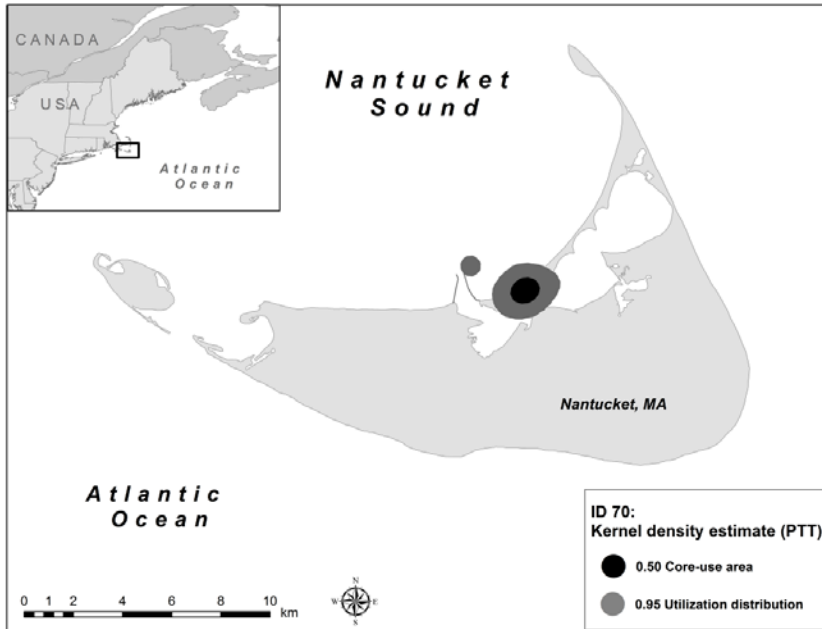 CANADA
USA
Atlantic
Ocean
Nantucket
Sound
Nantucket, MA
Atlantic
Ocean
N
W
E
S
0
2
4
6
8
10
km
ID 70:
Kernel density estimate (PTT)
0.50 Core-use area
0.95 Utilization distribution